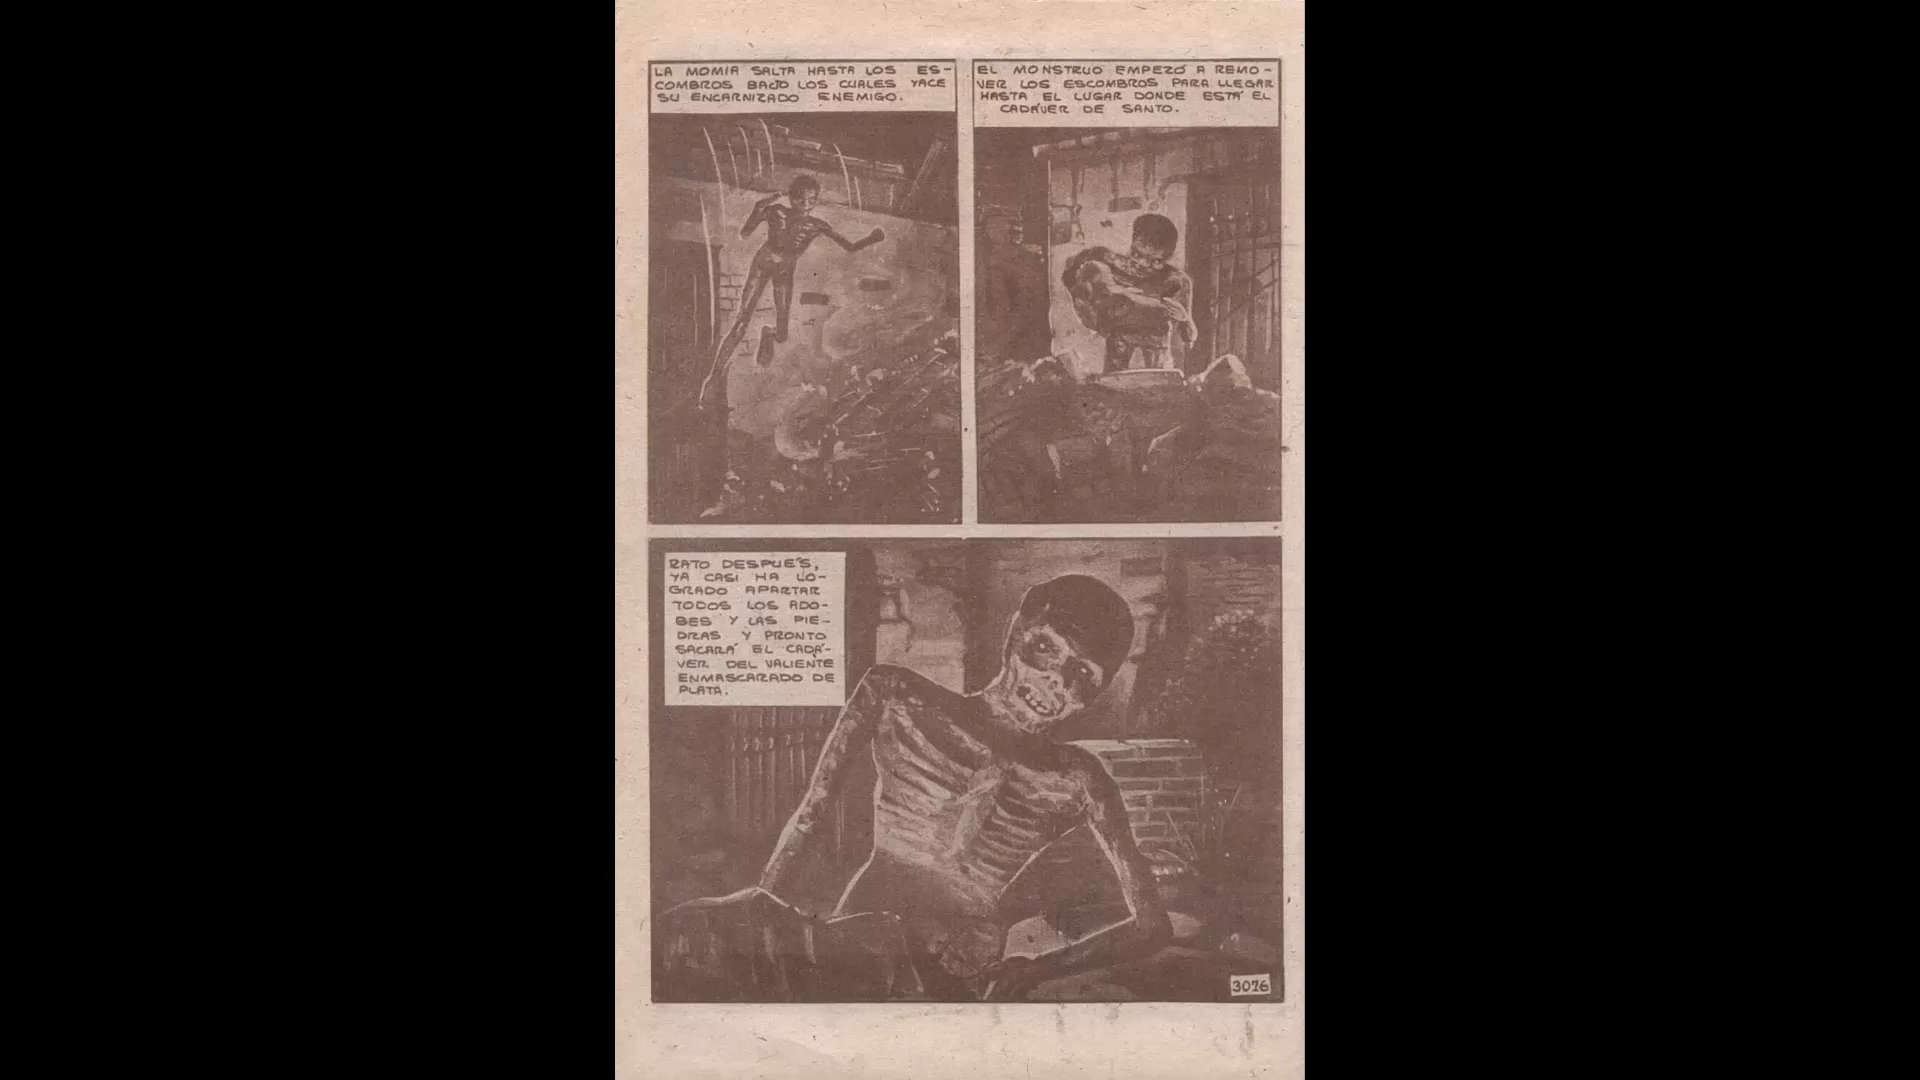 LA MOMIA SALTA HASTA LOS ES-
COMBROS BAJO LOS CUALES YACE
SU ENCARNIZADO ENEMIGO.
EL MONSTRUO EMPEZÓ A REMO-
VER LOS ESCOMBROS PARA LLEGAR
HASTA EL LUGAR DONDE ESTÁ EL
CADÁVER DE SANTO.
RATO DESPUÉS,
YA CASI HA LO-
GRADO APARTAR
TODOS LOS ADO-
BES Y LAS PIE-
DRAS Y PRONTO
SACARÁ EL CADÁ-
VER DEL VALIENTE
ENMASCARADO DE
PLATA.
3076